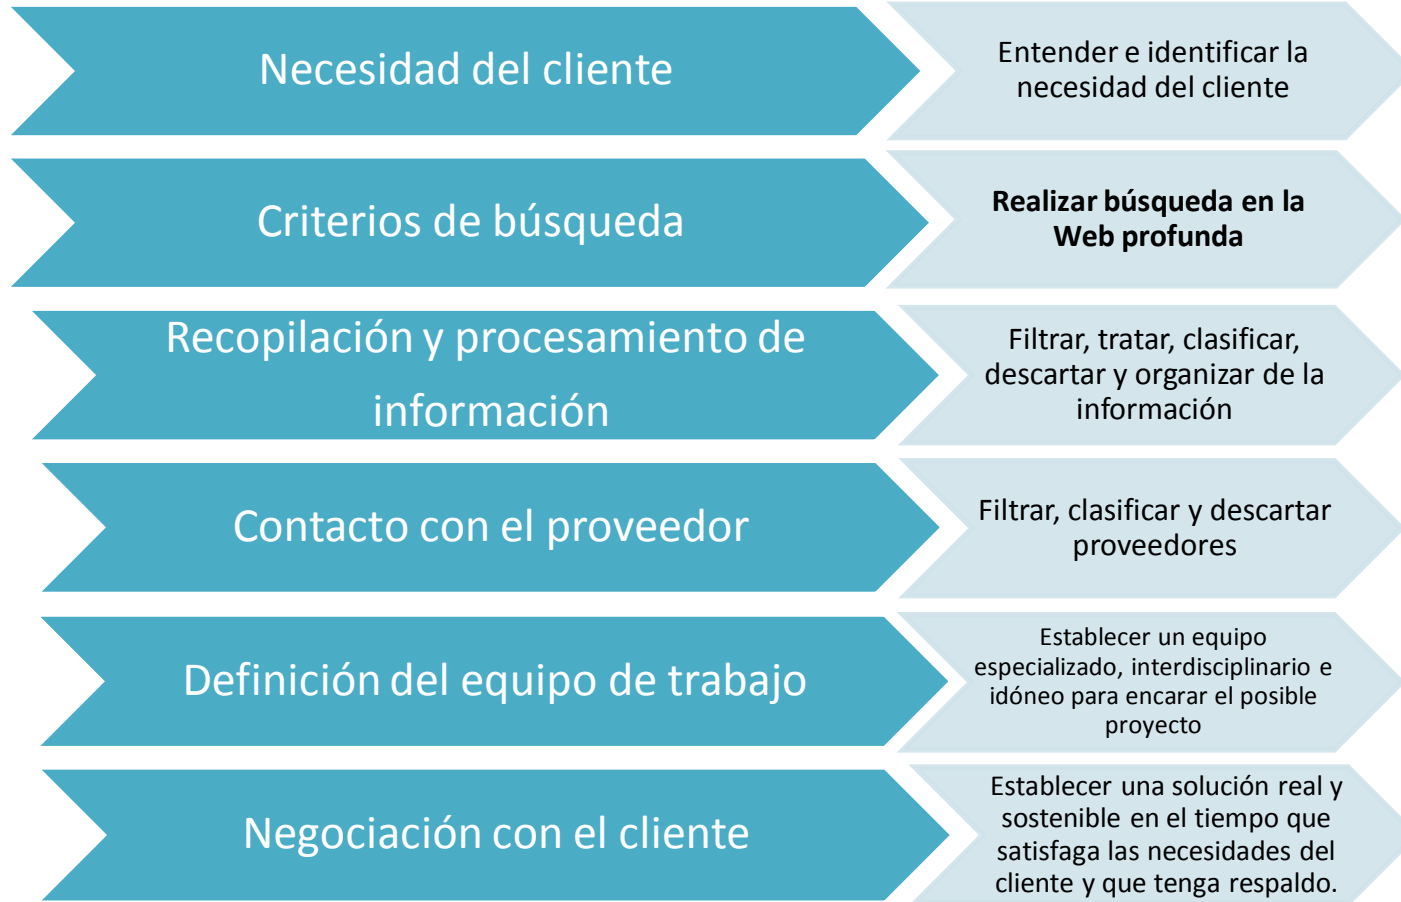 Necesidad del cliente
Entender e identificar la
necesidad del cliente
Criterios de búsqueda
Realizar búsqueda en la
Web profunda
Recopilación y procesamiento de
información
Filtrar, tratar, clasificar,
descartar y organizar de la
información
Contacto con el proveedor
Filtrar, clasificar y descartar
proveedores
Definición del equipo de trabajo
Establecer un equipo
especializado, interdisciplinario e
idóneo para encarar el posible
proyecto
Negociación con el cliente
Establecer una solución real y
sostenible en el tiempo que
satisfaga las necesidades del
cliente y que tenga respaldo.